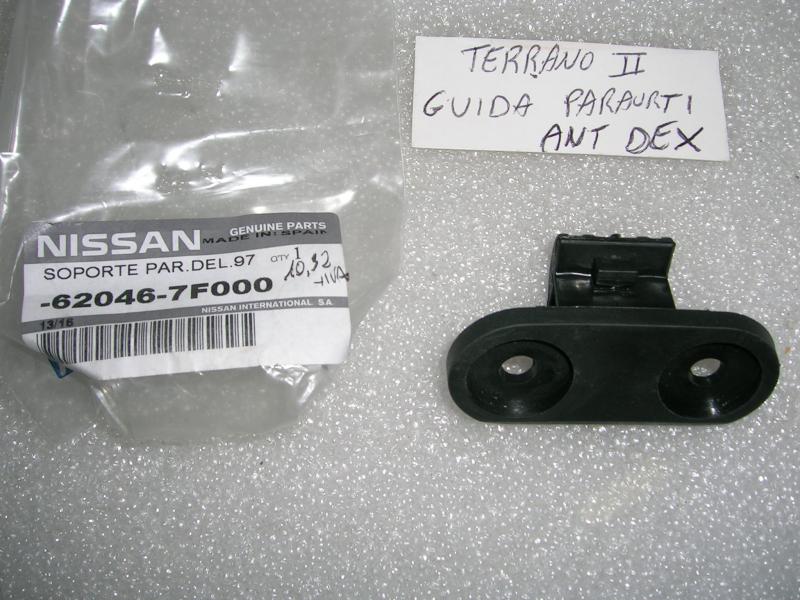 TERRANO II
GUIDA PARAURTI
ANT DEX
NISSAN
GENUINE PARTS
MADE IN: SPAIN
SOPORTE PAR.DEL.97
QTY 1
10,32
+IVA
-62046-7F000
NISSAN INTERNATIONAL S.A.
13/16